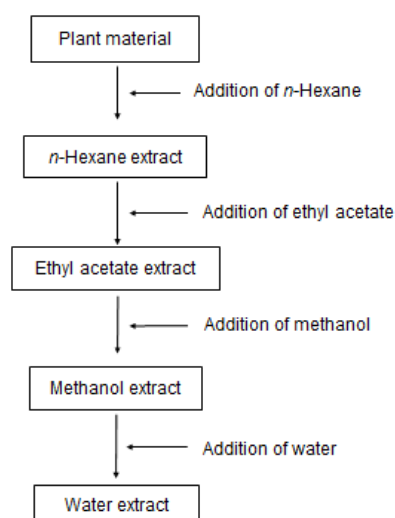 Plant material
Addition of n-Hexane
n-Hexane extract
Addition of ethyl acetate
Ethyl acetate extract
Addition of methanol
Methanol extract
Addition of water
Water extract